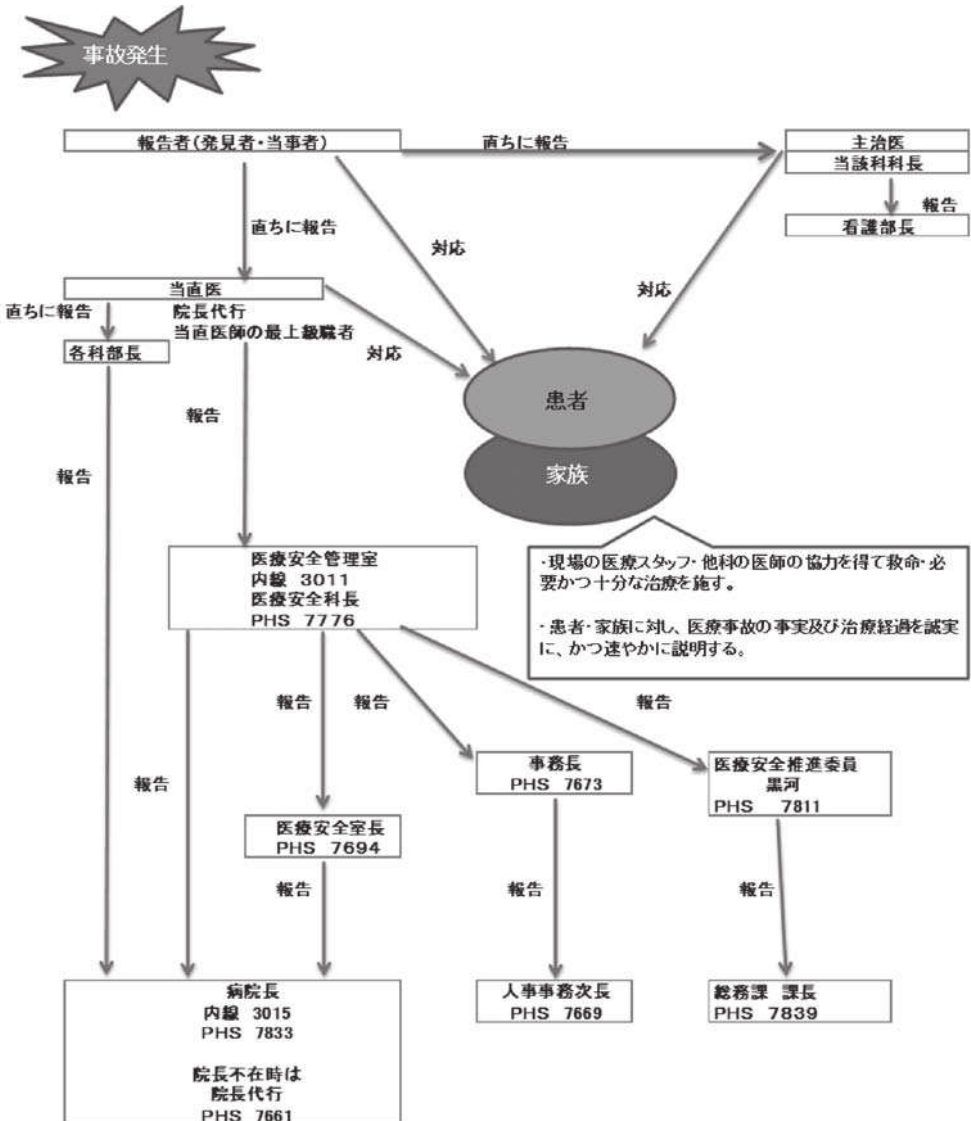 事故発生
報告者(発見者・当事者)
直ちに報告
主治医
当該科科長
報告
看護部長
直ちに報告
対応
対応
当直医
直ちに報告
院長代行
当直医師の最上級職者
各科部長
対応
患者
報告
家族
報告
医療安全管理室
内線 3011
医療安全科長
PHS 7776
・現場の医療スタッフ・他科の医師の協力を得て救命・必
要かつ十分な治療を施す。
・患者・家族に対し、医療事故の事実及び治療経過を誠実
に、かつ速やかに説明する。
報告
報告
報告
報告
事務長
PHS 7673
医療安全推進委員
黒河
PHS 7811
医療安全室長
PHS 7694
報告
報告
報告
病院長
内線 3015
PHS 7833
院長不在時は
院長代行
PHS 7661
人事事務次長
PHS 7669
総務課 課長
PHS 7839